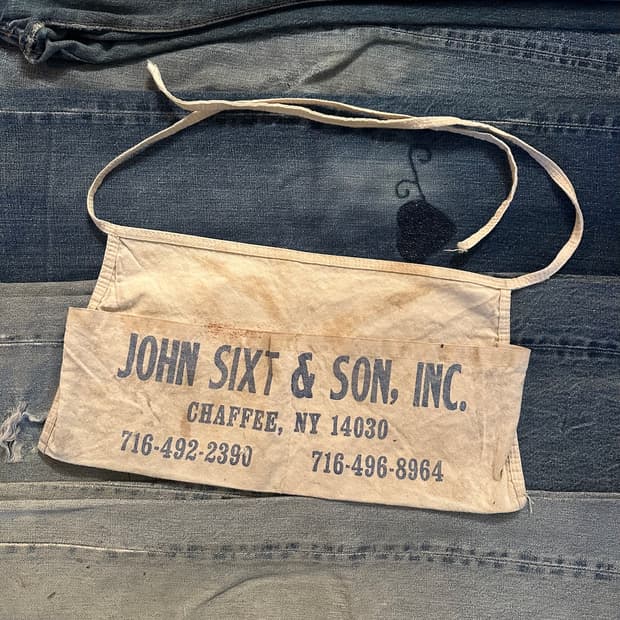 JOHN SIXT & SON, INC.
CHAFFEE, NY 14030
716-492-2390 716-496-8964